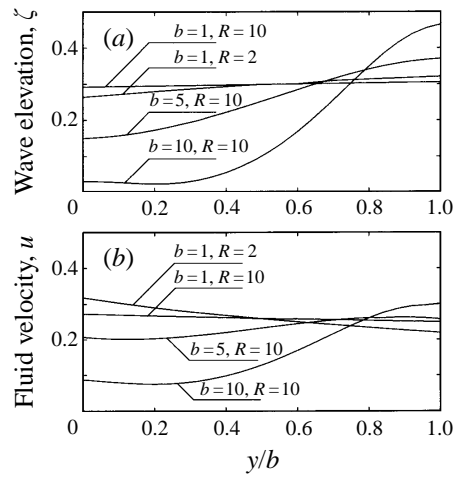 (a)
b=1, R=10
b=1, R=2
b=5, R=10
b=10, R=10
Wave elevation, ζ
0.4
0.2
0
0.2
0.4
0.6
0.8
1.0
(b)
b=1, R=2
b=1, R=10
b=5, R=10
b=10, R=10
Fluid velocity, u
0.4
0.2
0
0.2
0.4
0.6
0.8
1.0
y/b